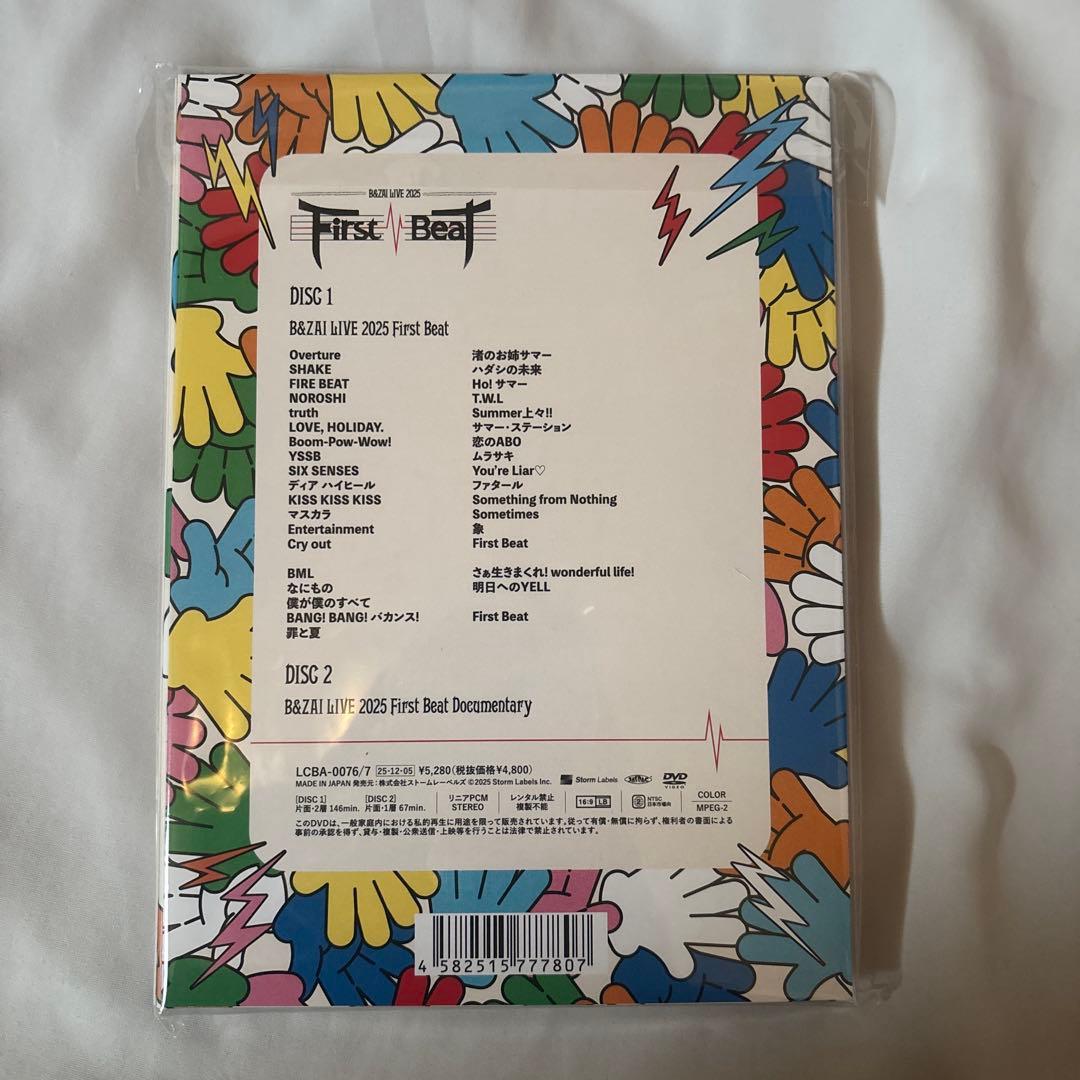 B&ZAI LIVE 2025
First Beat
DISC 1
B&ZAI LIVE 2025 First Beat
Overture
SHAKE
FIRE BEAT
NOROSHI
truth
LOVE, HOLIDAY.
Boom-Pow-Wow!
YSSB
SIX SENSES
ディア ハイヒール
KISS KISS KISS
マスカラ
Entertainment
Cry out
BML
なにもの
僕が僕のすべて
BANG! BANG! バカンス!
罪と夏
渚のお姉サマー
ハダシの未来
Ho! サマー
T.W.L
Summer上々!!
サマー・ステーション
恋のABO
ムラサキ
You're Liar♡
ファタール
Something from Nothing
Sometimes
象
First Beat
さぁ生きまくれ! wonderful life!
明日へのYELL
First Beat
DISC 2
B&ZAI LIVE 2025 First Beat Documentary
LCBA-0076/7 25-12-05 ¥5,280(税抜価格¥4,800)
MADE IN JAPAN 発売元:株式会社ストームレーベルズ ©2025 Storm Labels Inc.
Storm Labels
DVD VIDEO
[DISC 1] 片面・2層 146min.
[DISC 2] 片面・1層 67min.
リニアPCM STEREO
レンタル禁止 複製不能
16:9 LB
2 NTSC 日本市場向
COLOR MPEG-2
このDVDは、一般家庭内における私的再生に用途を限って販売されています。従って有償・無償に拘らず、権利者の書面による
事前の承認を得ず、貸与・複製・公衆送信・上映等を行うことは法律で禁止されています。
4 582515 777807